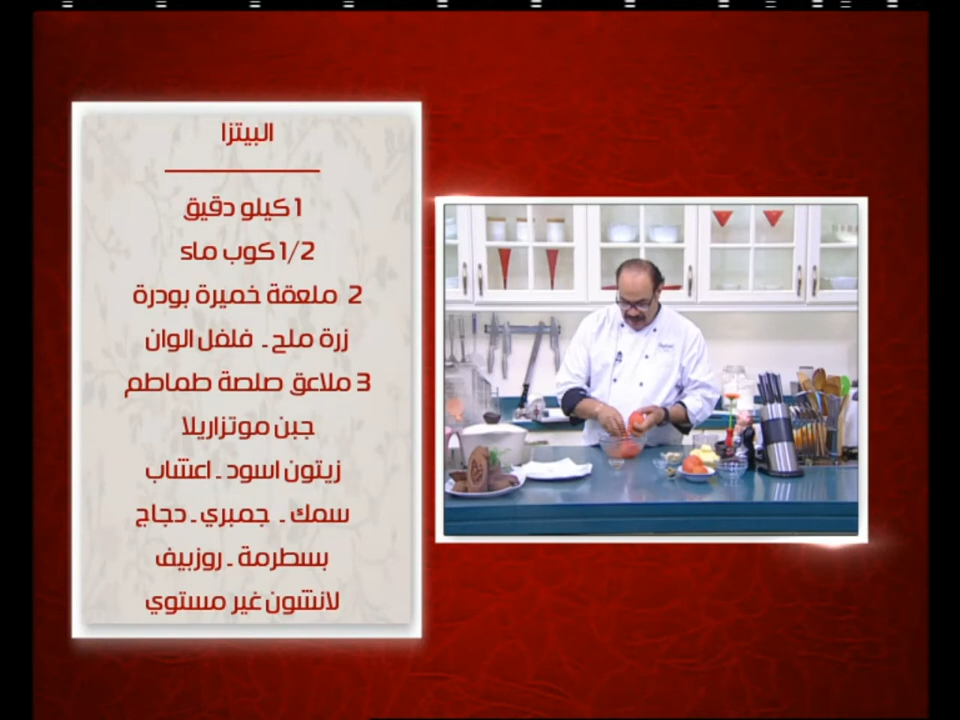 البيتزا
1 كيلو دقيق
1/2 كوب ماء
2 ملعقة خميرة بودرة
زرة ملح - فلفل الوان
3 ملاعق صلصة طماطم
جبن موتزاريلا
زيتون اسود - اعشاب
سمك - جمبري - دجاج
بسطرمة - روزبيف
لانشون غير مستوي